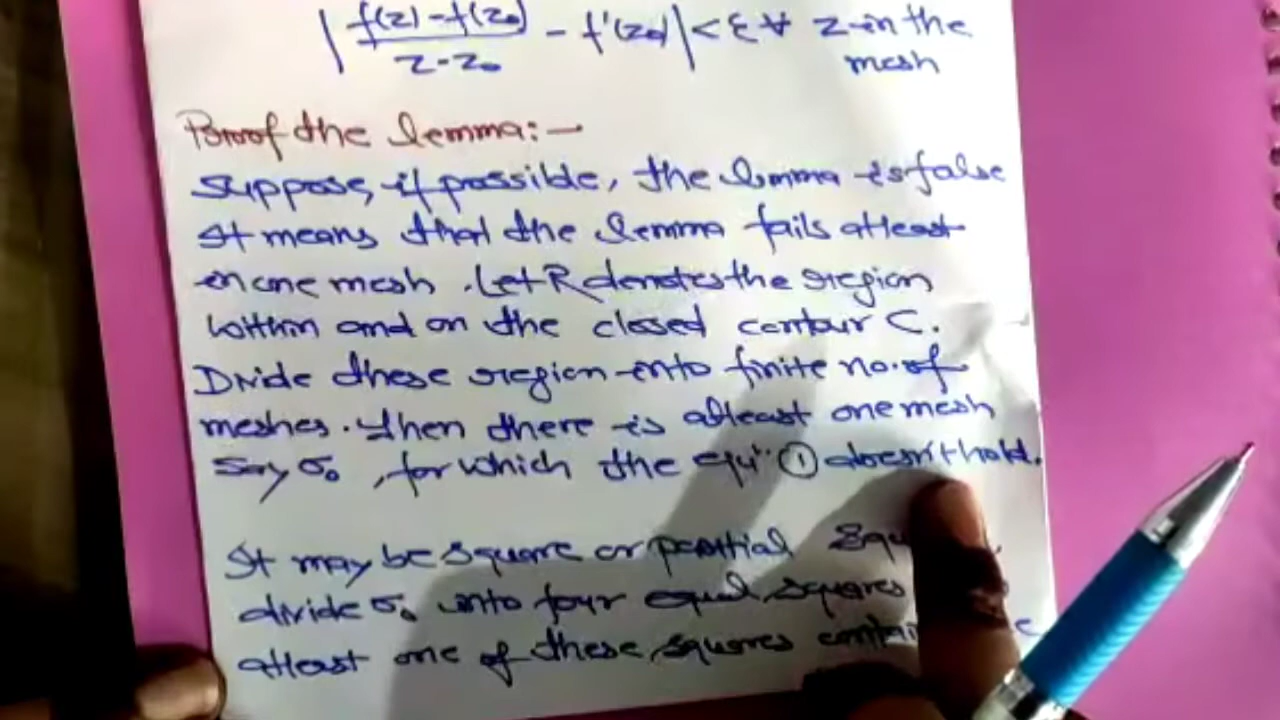 |f(z)-f(z₀)/z-z₀ - f'(z₀)| < ε ∀ z in the
mesh
Proof of the lemma:-
Suppose, if possible, the lemma is false
It means that the lemma fails atleast
in one mesh. Let R denotes the region
within and on the closed contour C.
Divide these region into finite no. of
meshes. Then there is atleast one mesh
say σ₀, for which the eqⁿ ① doesn't hold.
It may be square or partial
divide σ₀ into four equal squares
atleast one of these squares